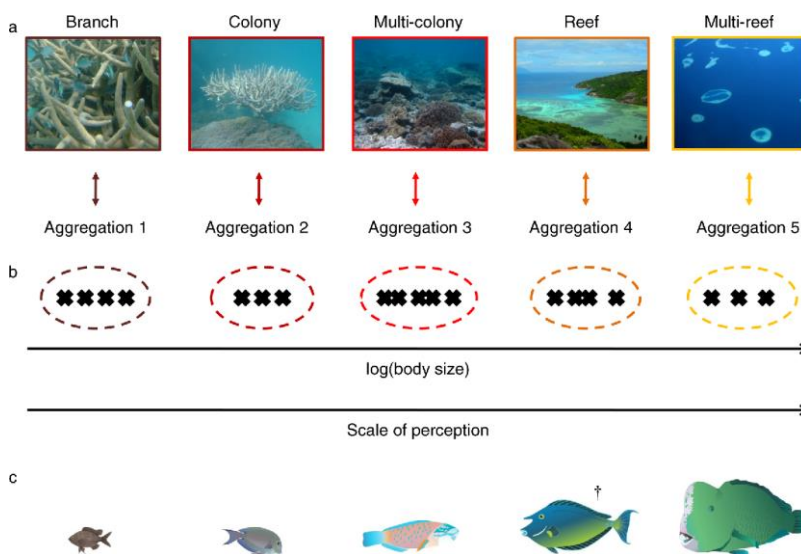 a
Branch
Colony
Multi-colony
Reef
Multi-reef
Aggregation 1
Aggregation 2
Aggregation 3
Aggregation 4
Aggregation 5
b
log(body size)
Scale of perception
c
†